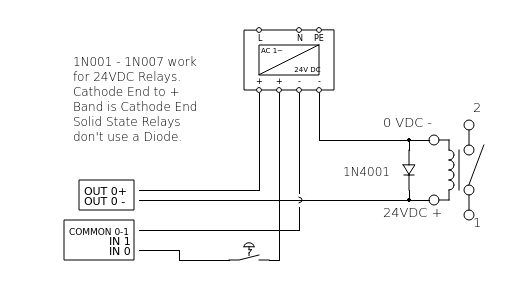 L N PE
AC 1~
24V DC
+ + - -
1N001 - 1N007 work
for 24VDC Relays.
Cathode End to +
Band is Cathode End
Solid State Relays
don't use a Diode.
2
0 VDC -
1N4001
24VDC +
1
OUT 0+
OUT 0 -
COMMON 0-1
IN 1
IN 0